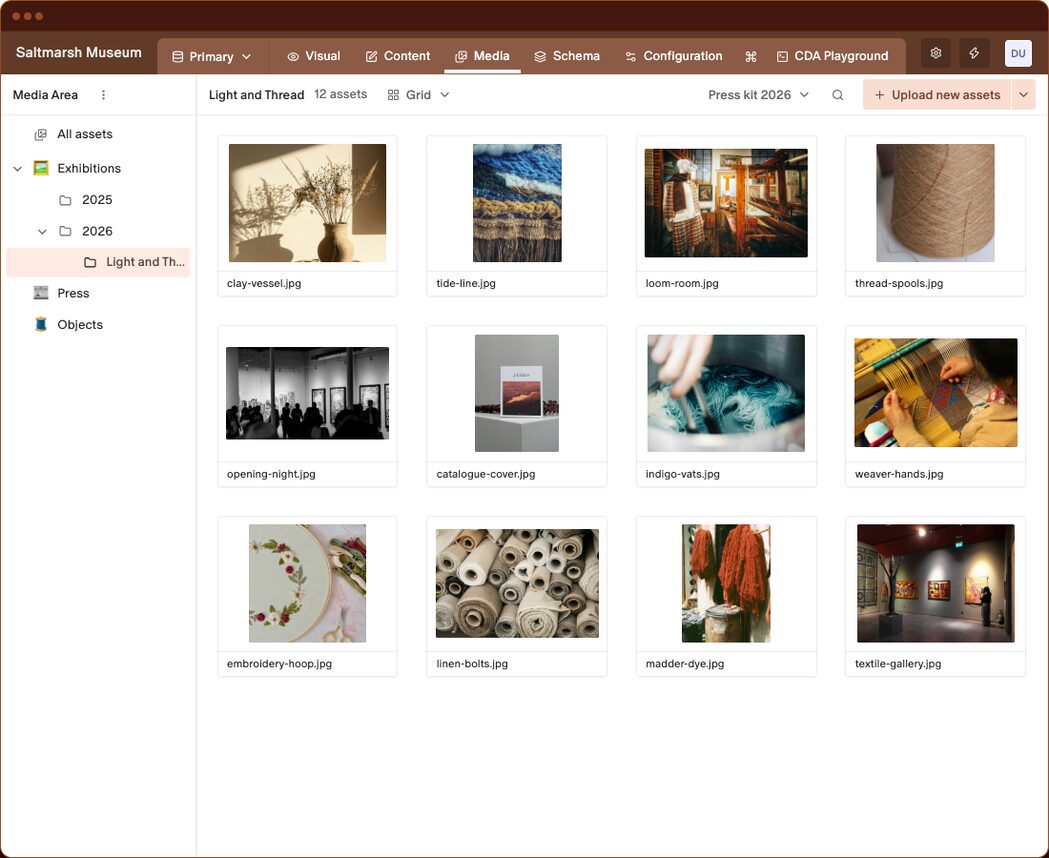 Saltmarsh Museum
Primary
Visual
Content
Media
Schema
Configuration
CDA Playground
DU
Media Area
Light and Thread
12 assets
Grid
Press kit 2026
Upload new assets
All assets
Exhibitions
2025
2026
Light and Th...
Press
Objects
clay-vessel.jpg
tide-line.jpg
loom-room.jpg
thread-spools.jpg
opening-night.jpg
catalogue-cover.jpg
indigo-vats.jpg
weaver-hands.jpg
embroidery-hoop.jpg
linen-bolts.jpg
madder-dye.jpg
textile-gallery.jpg